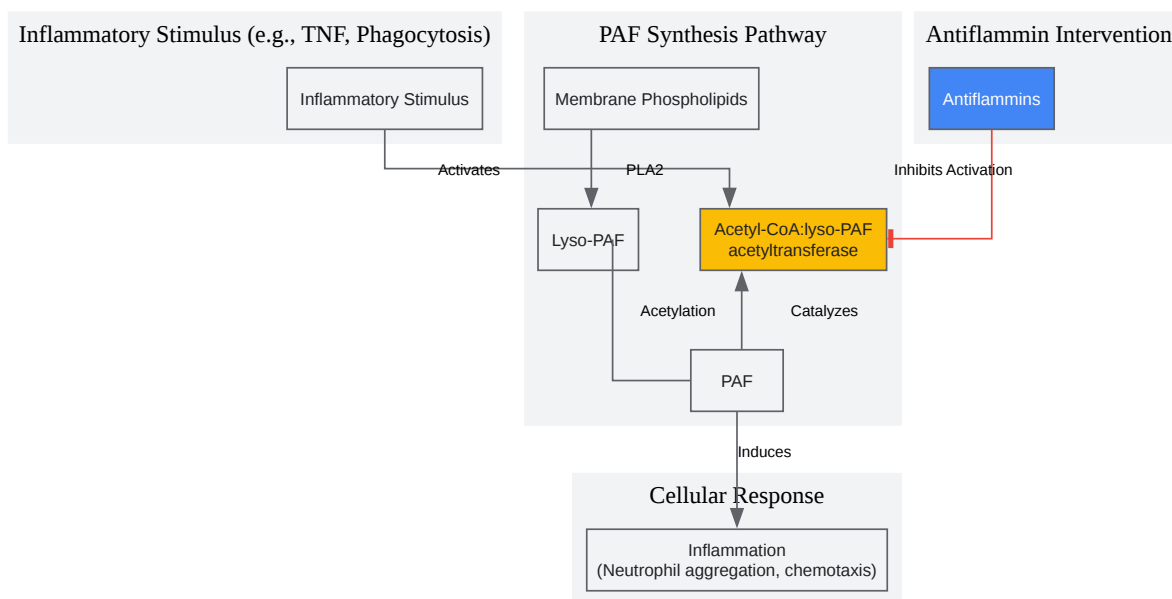 Inflammatory Stimulus (e.g., TNF, Phagocytosis)
PAF Synthesis Pathway
Antiflammin Intervention
Inflammatory Stimulus
Membrane Phospholipids
Antiflammins
Activates
PLA2
Inhibits Activation
Lyso-PAF
Acetyl-CoA:lyso-PAF
acetyltransferase
Acetylation
Catalyzes
PAF
Induces
Cellular Response
Inflammation
(Neutrophil aggregation, chemotaxis)